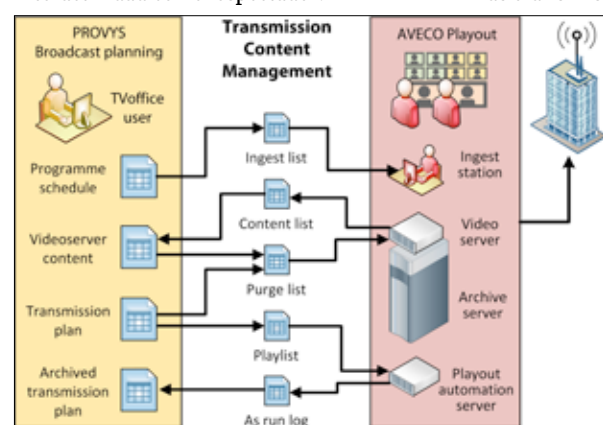 PROVYS
Broadcast planning
TVoffice
user
Programme
schedule
Videoserver
content
Transmission
plan
Archived
transmission
plan
Transmission
Content
Management
Ingest list
Content list
Purge list
Playlist
As run log
AVECO Playout
Ingest
station
Video
server
Archive
server
Playout
automation
server